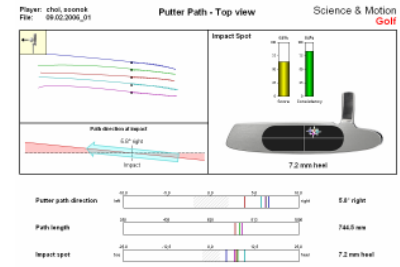 Player: choi, soonok
File: 09.02.2006_01
Putter Path - Top view
Science & Motion
Golf
Impact Spot
Score
Consistency
Path direction at impact
5.8° right
Impact
7.2 mm heel
Putter path direction
left
right
5.8° right
Path length
744.5 mm
Impact spot
toe
heel
7.2 mm heel